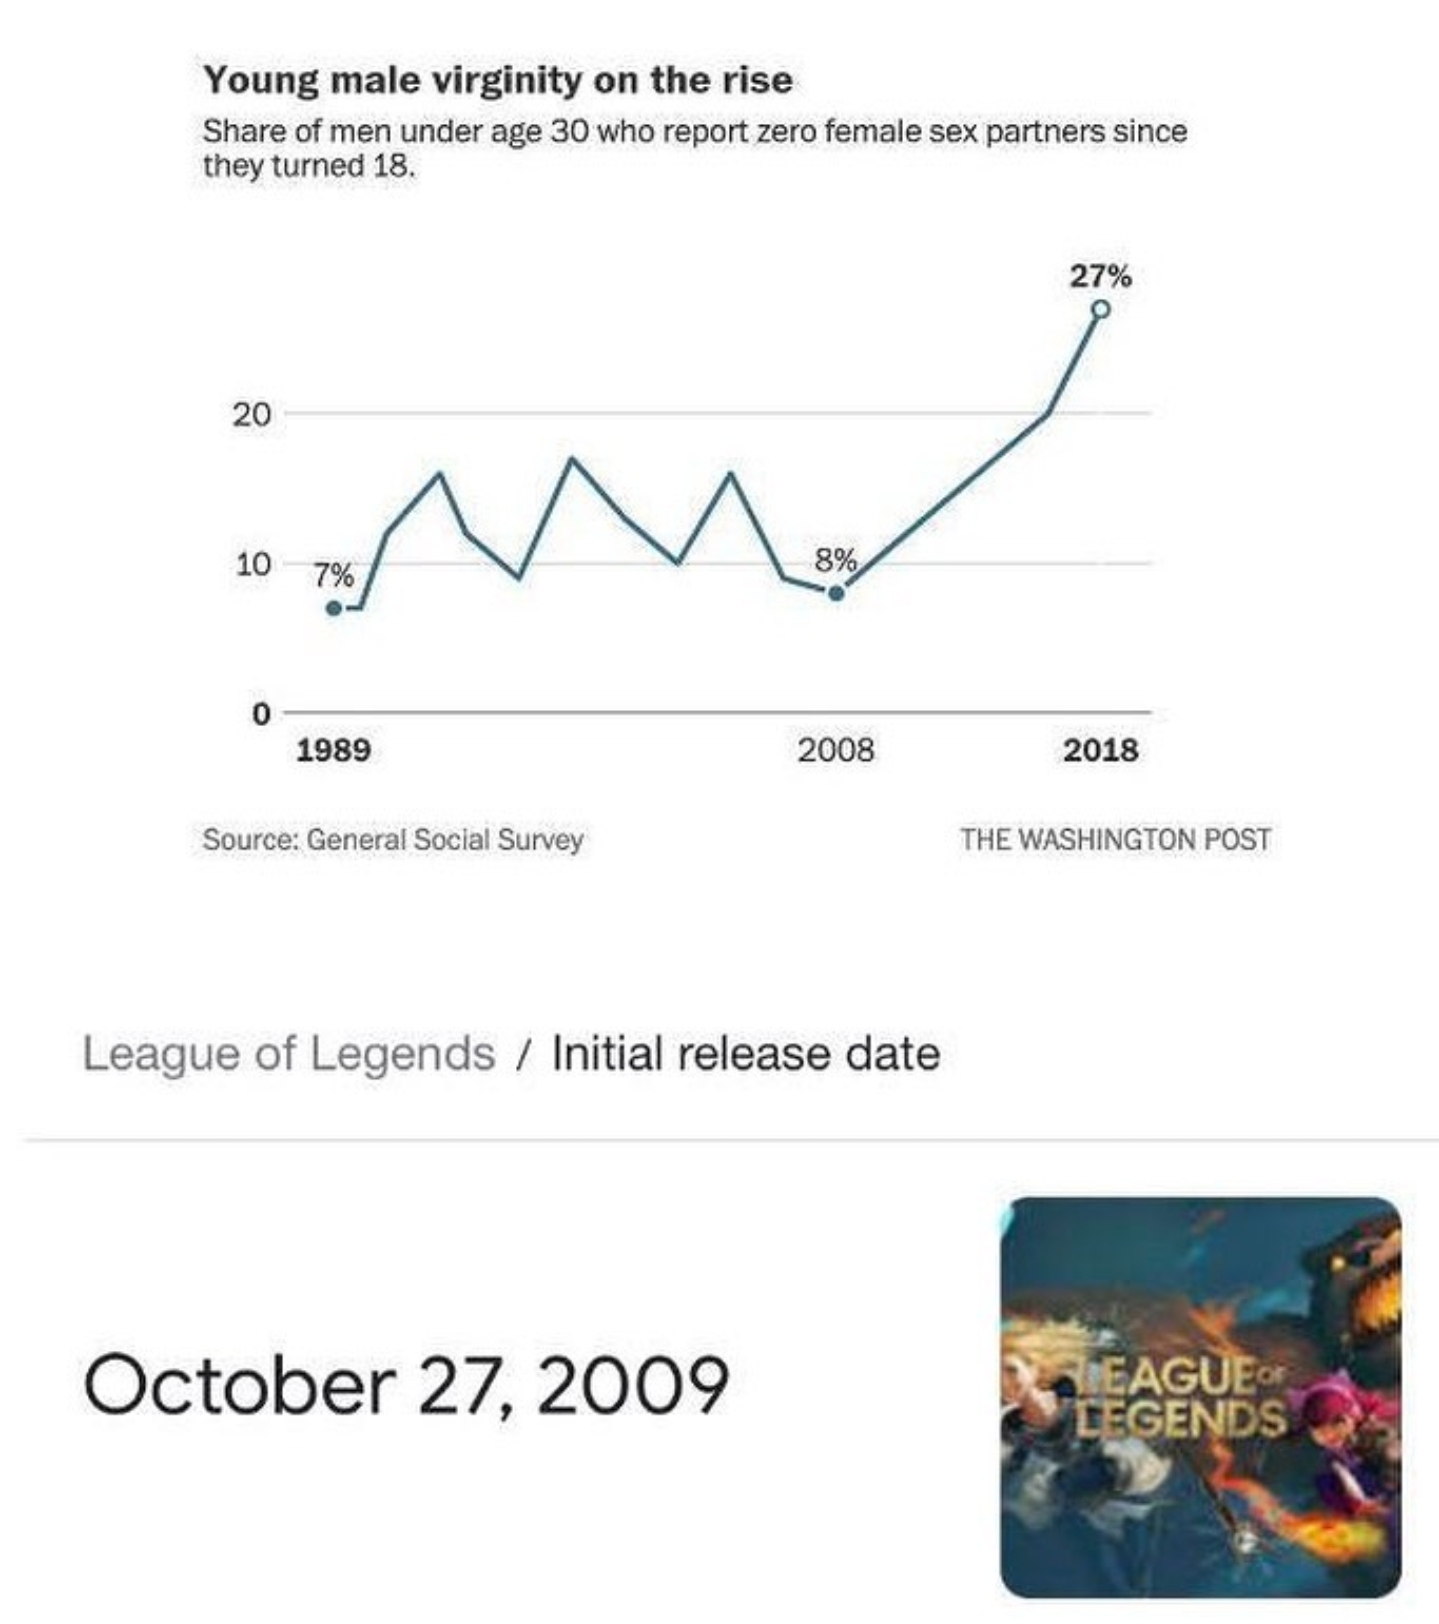 Young male virginity on the rise
Share of men under age 30 who report zero female sex partners since
they turned 18.
27%
20
10
7%
8%
0
1989
2008
2018
Source: General Social Survey
THE WASHINGTON POST
League of Legends / Initial release date
October 27, 2009
LEAGUE OF
LEGENDS